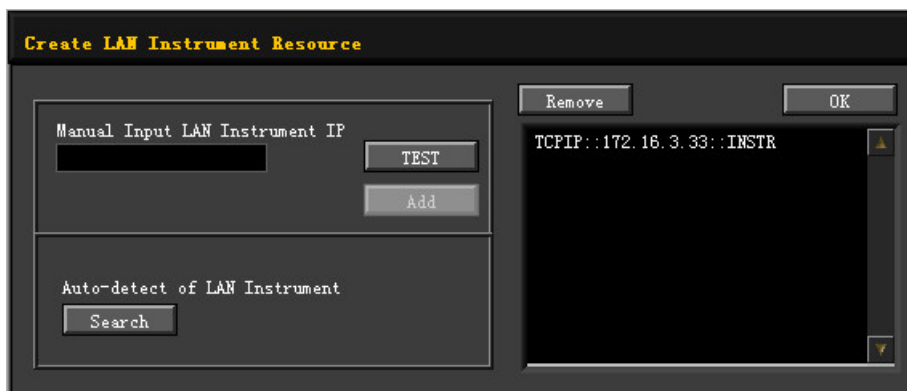 Create LAN Instrument Resource
Manual Input LAN Instrument IP
TEST
Add
Auto-detect of LAN Instrument
Search
Remove
OK
TCPIP::172.16.3.33::INSTR